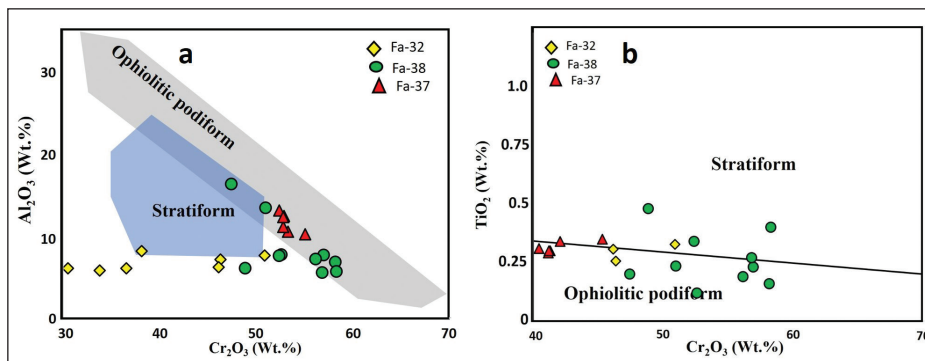 a
Fa-32
Fa-38
Fa-37
Ophiolitic podiform
Stratiform
Al2O3 (Wt.%)
30
20
10
0
30
40
50
60
70
Cr2O3 (Wt.%)
b
Fa-32
Fa-38
Fa-37
Stratiform
Ophiolitic podiform
TiO2 (Wt.%)
1.0
0.75
0.5
0.25
0
40
50
60
70
Cr2O3 (Wt.%)